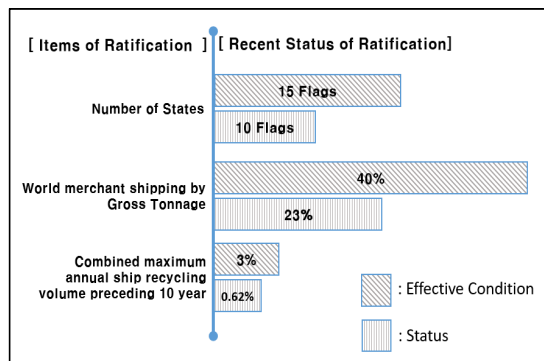 [ Items of Ratification ] [ Recent Status of Ratification]
Number of States
15 Flags
10 Flags
World merchant shipping by
Gross Tonnage
40%
23%
Combined maximum
annual ship recycling
volume preceding 10 year
3%
0.62%
: Effective Condition
: Status